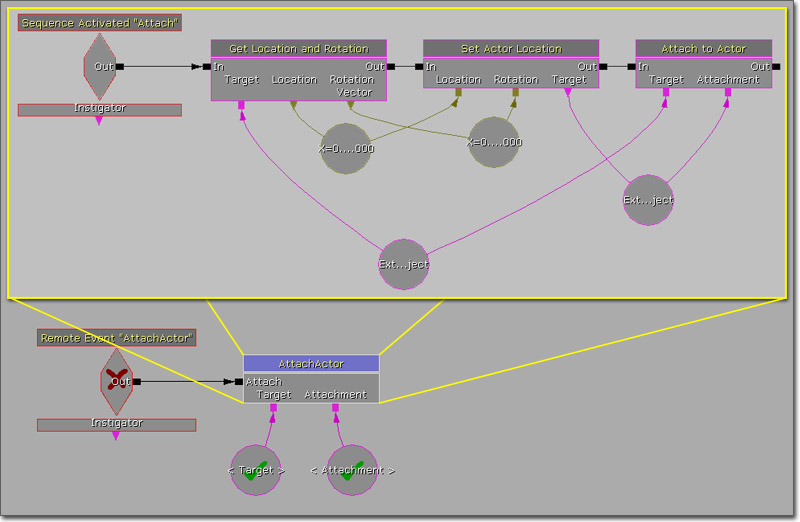 Sequence Activated "Attach"
Out
Instigator
Get Location and Rotation
In Out
Target Location Rotation
Vector
Set Actor Location
In Out
Location Rotation Target
Attach to Actor
In Out
Target Attachment
X=0....000
X=0....000
Ext...ject
Ext...ject
Remote Event "AttachActor"
Out
Instigator
AttachActor
Attach
Target Attachment
< Target >
< Attachment >